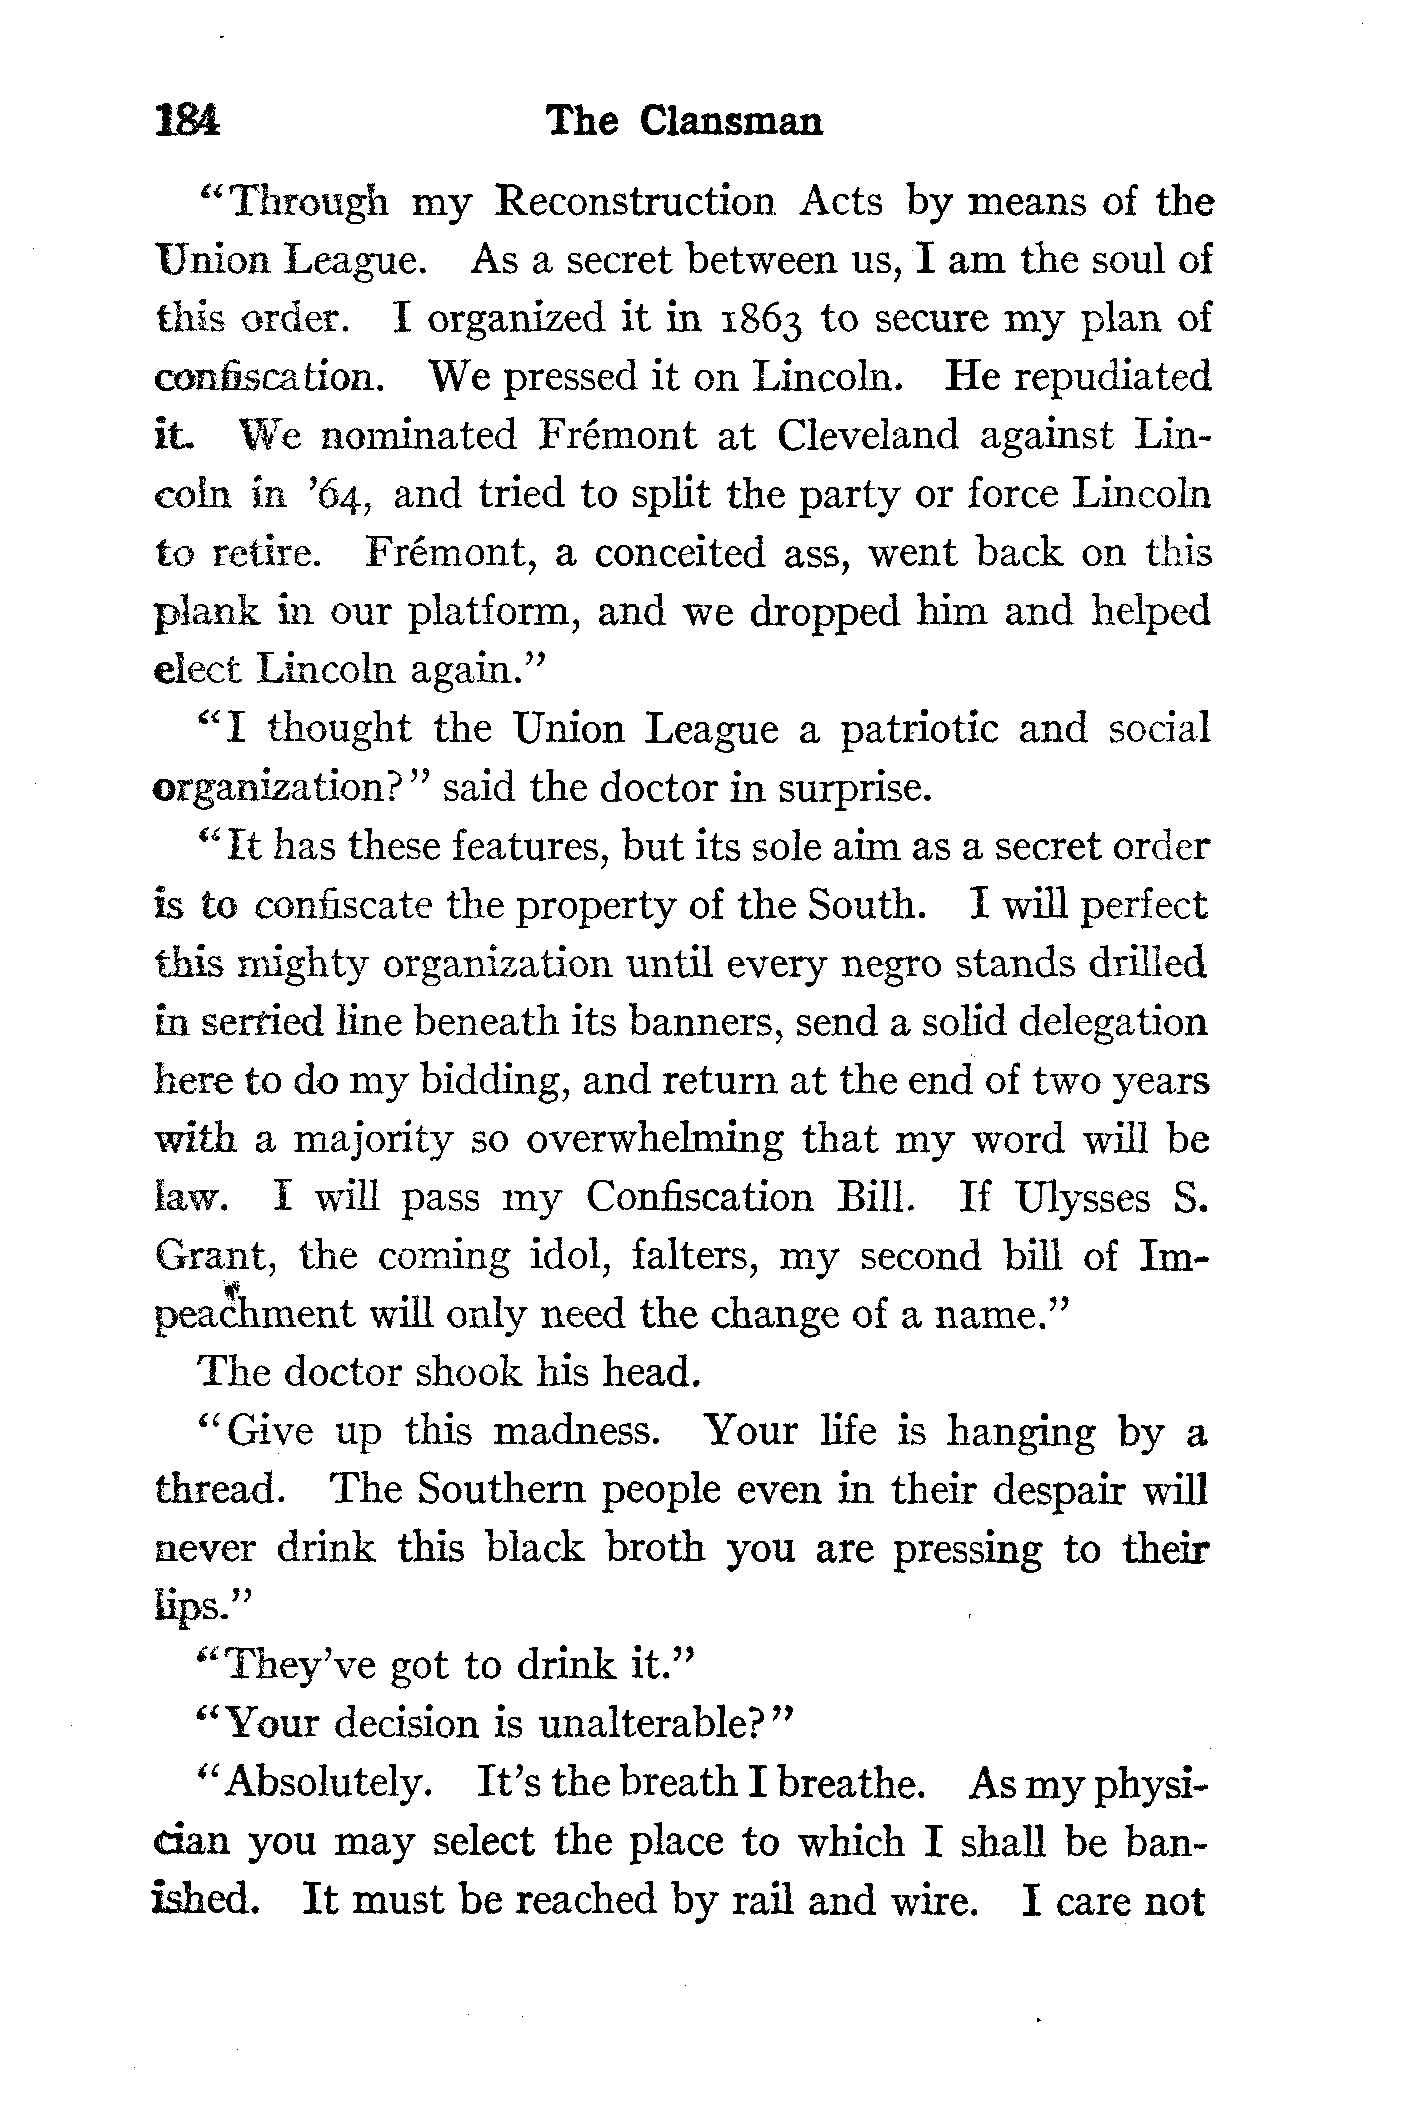 184 The Clansman
“Through my Reconstruction Acts by means of the
Union League. As a secret between us, I am the soul of
this order. I organized it in 1863 to secure my plan of
confiscation. We pressed it on Lincoln. He repudiated
it. We nominated Frémont at Cleveland against Lin-
coln in ’64, and tried to split the party or force Lincoln
to retire. Frémont, a conceited ass, went back on this
plank in our platform, and we dropped him and helped
elect Lincoln again.”
“I thought the Union League a patriotic and social
organization?” said the doctor in surprise.
“It has these features, but its sole aim as a secret order
is to confiscate the property of the South. I will perfect
this mighty organization until every negro stands drilled
in serried line beneath its banners, send a solid delegation
here to do my bidding, and return at the end of two years
with a majority so overwhelming that my word will be
law. I will pass my Confiscation Bill. If Ulysses S.
Grant, the coming idol, falters, my second bill of Im-
peachment will only need the change of a name.”
The doctor shook his head.
“Give up this madness. Your life is hanging by a
thread. The Southern people even in their despair will
never drink this black broth you are pressing to their
lips.”
“They’ve got to drink it.”
“Your decision is unalterable?”
“Absolutely. It’s the breath I breathe. As my physi-
cian you may select the place to which I shall be ban-
ished. It must be reached by rail and wire. I care not